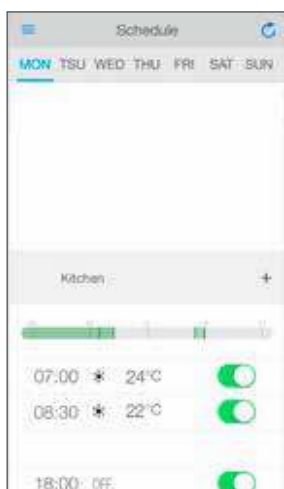 Schedule
MON TSU WED THU FRI SAT SUN
Kitchen +
07:00 24°C
08:30 22°C
18:00 OFF